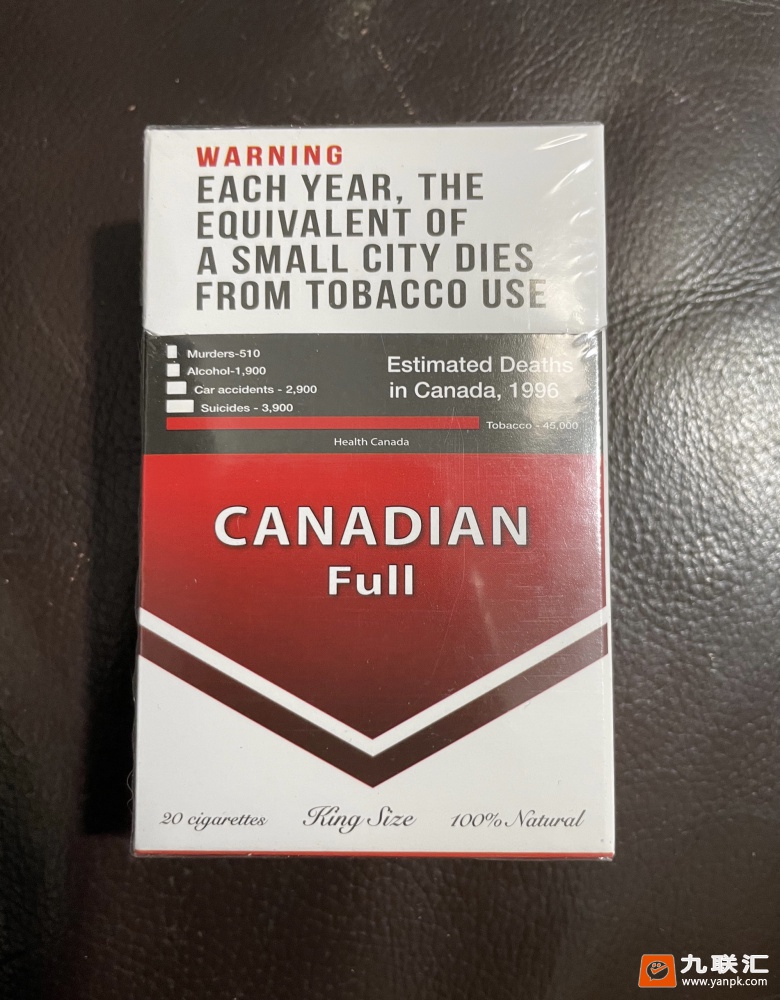 WARNING
EACH YEAR, THE
EQUIVALENT OF
A SMALL CITY DIES
FROM TOBACCO USE
Murders-510
Alcohol-1,900
Car accidents - 2,900
Suicides - 3,900
Estimated Deaths
in Canada, 1996
Tobacco - 45,000
Health Canada
CANADIAN
Full
20 cigarettes King Size 100% Natural
九联汇
www.yanpk.com